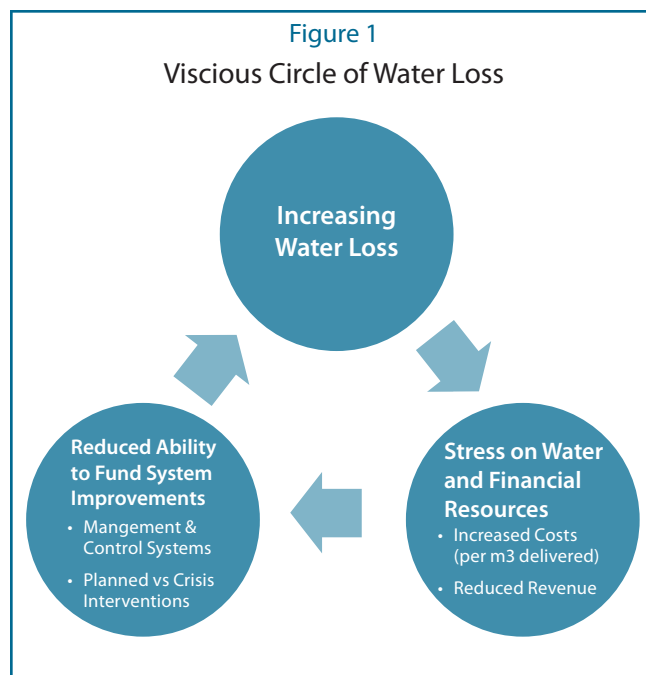 Figure 1
Viscious Circle of Water Loss
Increasing
Water Loss
Stress on Water
and Financial
Resources
• Increased Costs
(per m3 delivered)
• Reduced Revenue
Reduced Ability
to Fund System
Improvements
• Mangement &
Control Systems
• Planned vs Crisis
Interventions